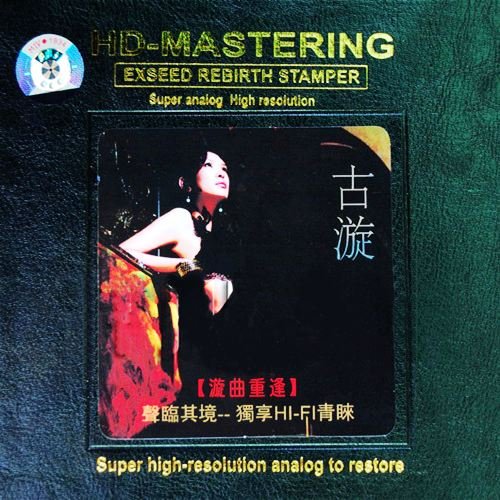 HD-MASTERING
EXSEED REBIRTH STAMPER
Super analog High resolution
古漩
【漩曲重逢】
聲臨其境-- 獨享HI-FI青睞
Super high-resolution analog to restore